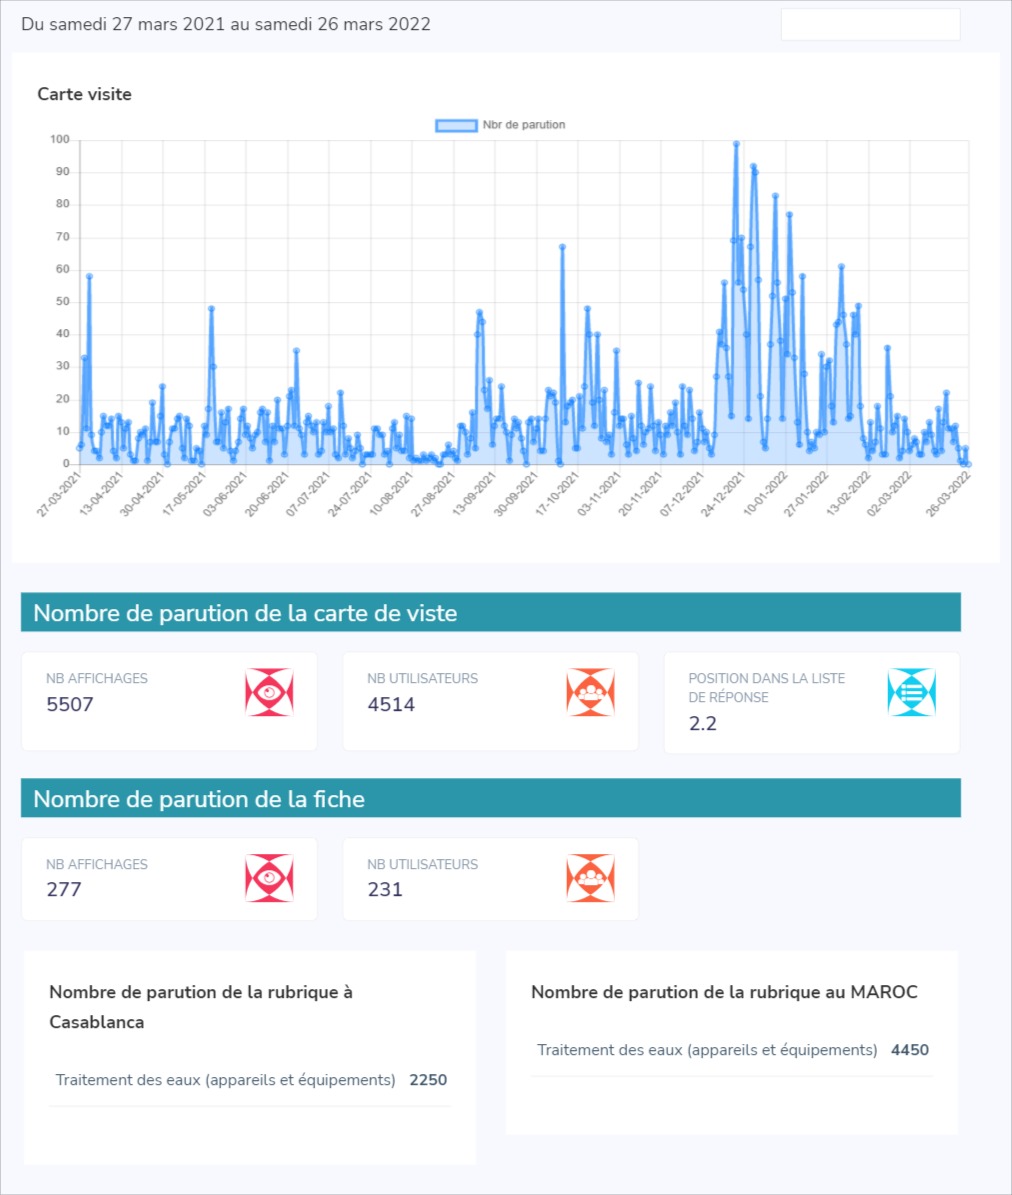 Du samedi 27 mars 2021 au samedi 26 mars 2022
Carte visite
Nbr de parution
100
90
80
70
60
50
40
30
20
10
0
27-03-2021
13-04-2021
30-04-2021
17-05-2021
03-06-2021
20-06-2021
07-07-2021
24-07-2021
10-08-2021
27-08-2021
13-09-2021
30-09-2021
17-10-2021
03-11-2021
20-11-2021
07-12-2021
24-12-2021
10-01-2022
27-01-2022
13-02-2022
02-03-2022
26-03-2022
Nombre de parution de la carte de viste
NB AFFICHAGES
5507
NB UTILISATEURS
4514
POSITION DANS LA LISTE
DE RÉPONSE
2.2
Nombre de parution de la fiche
NB AFFICHAGES
277
NB UTILISATEURS
231
Nombre de parution de la rubrique à
Casablanca
Traitement des eaux (appareils et équipements) 2250
Nombre de parution de la rubrique au MAROC
Traitement des eaux (appareils et équipements) 4450